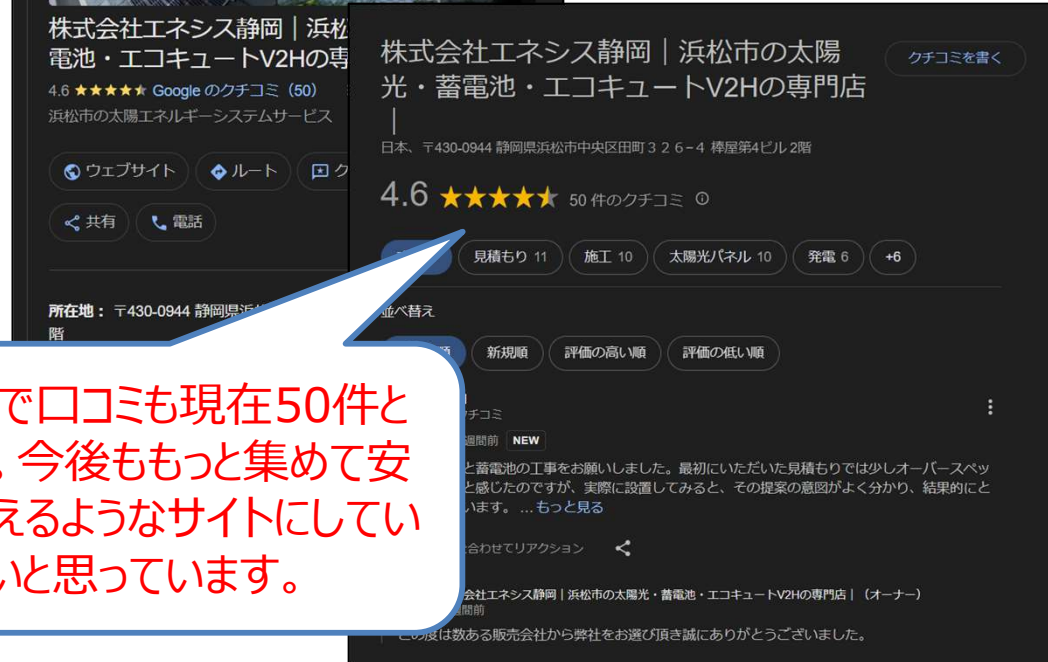 株式会社エネシス静岡｜浜松
電池・エコキュートV2Hの専
4.6 ★★★★★ Google のクチコミ（50）
浜松市の太陽エネルギーシステムサービス
ウェブサイト
ルート
共有
電話
所在地： 〒430-0944 静岡県浜
階
株式会社エネシス静岡｜浜松市の太陽
光・蓄電池・エコキュートV2Hの専門店
｜
クチコミを書く
日本、〒430-0944 静岡県浜松市中央区田町３２６−４ 棒屋第4ビル 2階
4.6 ★★★★★ 50 件のクチコミ
見積もり 11
施工 10
太陽光パネル 10
発電 6
+6
並べ替え
新規順
評価の高い順
評価の低い順
クチコミ
週間前 NEW
と蓄電池の工事をお願いしました。最初にいただいた見積もりでは少しオーバースペッ
と感じたのですが、実際に設置してみると、その提案の意図がよく分かり、結果的にと
います。 … もっと見る
合わせてリアクション
会社エネシス静岡｜浜松市の太陽光・蓄電池・エコキュートV2Hの専門店｜（オーナー）
週間前
この度は数ある販売会社から弊社をお選び頂き誠にありがとうございました。
で口コミも現在50件と
。今後ももっと集めて安
えるようなサイトにしてい
いと思っています。